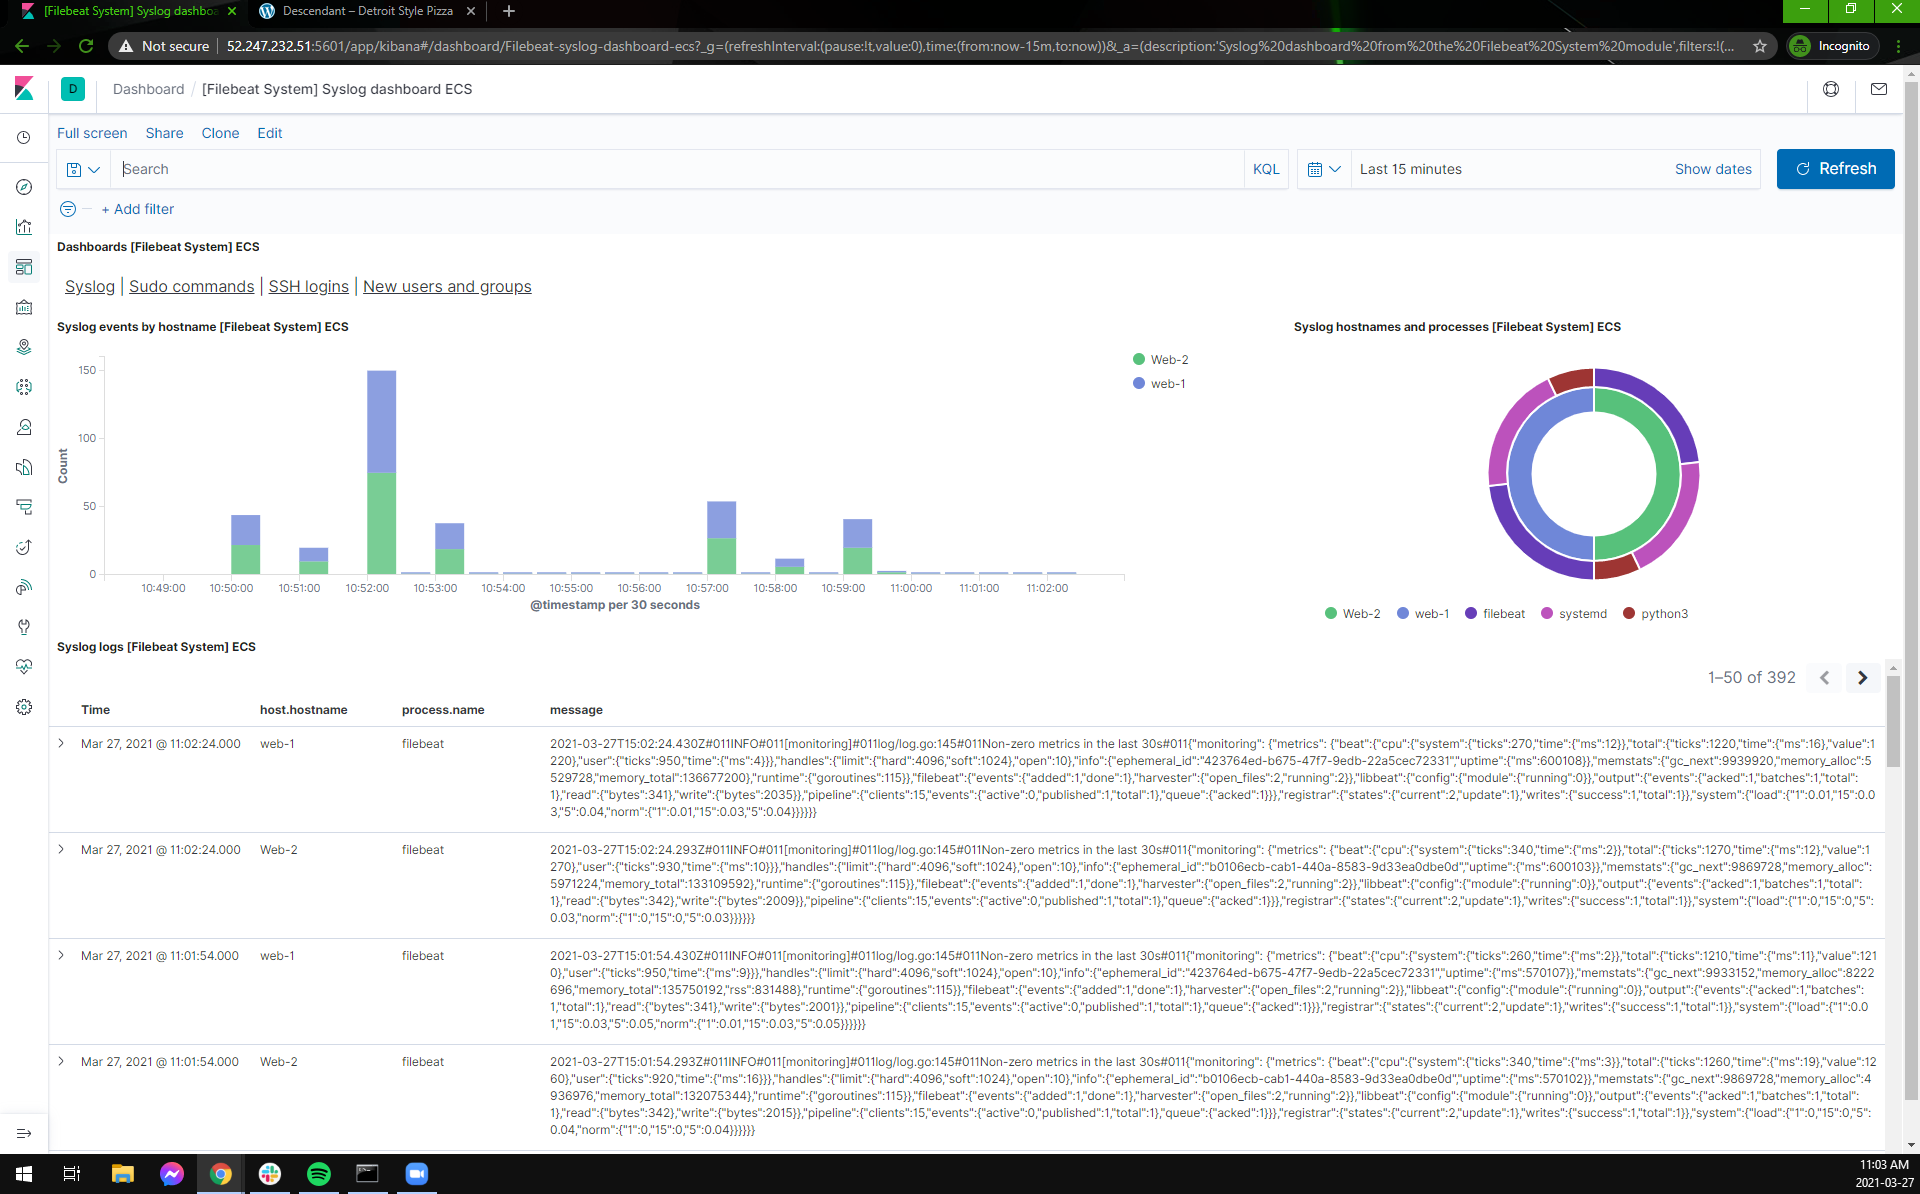 [Filebeat System] Syslog dashboa
Descendant – Detroit Style Pizza
Not secure
52.247.232.51:5601/app/kibana#/dashboard/Filebeat-syslog-dashboard-ecs?_g=(refreshInterval:(pause:!t,value:0),time:(from:now-15m,to:now))&_a=(description:'Syslog%20dashboard%20from%20the%20Filebeat%20System%20module',filters:!(...
Incognito
D
Dashboard / [Filebeat System] Syslog dashboard ECS
Full screen Share Clone Edit
Search
KQL
Last 15 minutes
Show dates
Refresh
+ Add filter
Dashboards [Filebeat System] ECS
Syslog | Sudo commands | SSH logins | New users and groups
Syslog events by hostname [Filebeat System] ECS
150
100
50
0
Count
10:49:00 10:50:00 10:51:00 10:52:00 10:53:00 10:54:00 10:55:00 10:56:00 10:57:00 10:58:00 10:59:00 11:00:00 11:01:00 11:02:00
@timestamp per 30 seconds
Web-2
web-1
Syslog hostnames and processes [Filebeat System] ECS
Web-2 web-1 filebeat systemd python3
Syslog logs [Filebeat System] ECS
1–50 of 392
Time host.hostname process.name message
Mar 27, 2021 @ 11:02:24.000 web-1 filebeat 2021-03-27T15:02:24.430Z#011INFO#011[monitoring]#011log/log.go:145#011Non-zero metrics in the last 30s#011{"monitoring": {"metrics": {"beat":{"cpu":{"system":{"ticks":270,"time":{"ms":12}},"total":{"ticks":1220,"time":{"ms":16},"value":1
220},"user":{"ticks":950,"time":{"ms":4}}},"handles":{"limit":{"hard":4096,"soft":1024},"open":10},"info":{"ephemeral_id":"423764ed-b675-47f7-9edb-22a5cec72331","uptime":{"ms":600108}},"memstats":{"gc_next":9939920,"memory_alloc":5
529728,"memory_total":136677200},"runtime":{"goroutines":115}},"filebeat":{"events":{"added":1,"done":1},"harvester":{"open_files":2,"running":2}},"libbeat":{"config":{"module":{"running":0}},"output":{"events":{"acked":1,"batches":1,"total":
1},"read":{"bytes":341},"write":{"bytes":2035}},"pipeline":{"clients":15,"events":{"active":0,"published":1,"total":1},"queue":{"acked":1}}},"registrar":{"states":{"current":2,"update":1},"writes":{"success":1,"total":1}},"system":{"load":{"1":0.01,"15":0.0
3,"5":0.04,"norm":{"1":0.01,"15":0.03,"5":0.04}}}}}}
Mar 27, 2021 @ 11:02:24.000 Web-2 filebeat 2021-03-27T15:02:24.293Z#011INFO#011[monitoring]#011log/log.go:145#011Non-zero metrics in the last 30s#011{"monitoring": {"metrics": {"beat":{"cpu":{"system":{"ticks":340,"time":{"ms":2}},"total":{"ticks":1270,"time":{"ms":12},"value":1
270},"user":{"ticks":930,"time":{"ms":10}}},"handles":{"limit":{"hard":4096,"soft":1024},"open":10},"info":{"ephemeral_id":"b0106ecb-cab1-440a-8583-9d33ea0dbe0d","uptime":{"ms":600103}},"memstats":{"gc_next":9869728,"memory_alloc":
5971224,"memory_total":133109592},"runtime":{"goroutines":115}},"filebeat":{"events":{"added":1,"done":1},"harvester":{"open_files":2,"running":2}},"libbeat":{"config":{"module":{"running":0}},"output":{"events":{"acked":1,"batches":1,"total":
1},"read":{"bytes":342},"write":{"bytes":2009}},"pipeline":{"clients":15,"events":{"active":0,"published":1,"total":1},"queue":{"acked":1}}},"registrar":{"states":{"current":2,"update":1},"writes":{"success":1,"total":1}},"system":{"load":{"1":0,"15":0,"5":
0.03,"norm":{"1":0,"15":0,"5":0.03}}}}}}
Mar 27, 2021 @ 11:01:54.000 web-1 filebeat 2021-03-27T15:01:54.430Z#011INFO#011[monitoring]#011log/log.go:145#011Non-zero metrics in the last 30s#011{"monitoring": {"metrics": {"beat":{"cpu":{"system":{"ticks":260,"time":{"ms":2}},"total":{"ticks":1210,"time":{"ms":11},"value":121
0},"user":{"ticks":950,"time":{"ms":9}}},"handles":{"limit":{"hard":4096,"soft":1024},"open":10},"info":{"ephemeral_id":"423764ed-b675-47f7-9edb-22a5cec72331","uptime":{"ms":570107}},"memstats":{"gc_next":9933152,"memory_alloc":8222
696,"memory_total":135750192,"rss":831488},"runtime":{"goroutines":115}},"filebeat":{"events":{"added":1,"done":1},"harvester":{"open_files":2,"running":2}},"libbeat":{"config":{"module":{"running":0}},"output":{"events":{"acked":1,"batches":
1,"total":1},"read":{"bytes":341},"write":{"bytes":2001}},"pipeline":{"clients":15,"events":{"active":0,"published":1,"total":1},"queue":{"acked":1}}},"registrar":{"states":{"current":2,"update":1},"writes":{"success":1,"total":1}},"system":{"load":{"1":0.0
1,"15":0.03,"5":0.05,"norm":{"1":0.01,"15":0.03,"5":0.05}}}}}}
Mar 27, 2021 @ 11:01:54.000 Web-2 filebeat 2021-03-27T15:01:54.293Z#011INFO#011[monitoring]#011log/log.go:145#011Non-zero metrics in the last 30s#011{"monitoring": {"metrics": {"beat":{"cpu":{"system":{"ticks":340,"time":{"ms":3}},"total":{"ticks":1260,"time":{"ms":19},"value":12
60},"user":{"ticks":920,"time":{"ms":16}}},"handles":{"limit":{"hard":4096,"soft":1024},"open":10},"info":{"ephemeral_id":"b0106ecb-cab1-440a-8583-9d33ea0dbe0d","uptime":{"ms":570102}},"memstats":{"gc_next":9869728,"memory_alloc":4
936976,"memory_total":132075344},"runtime":{"goroutines":115}},"filebeat":{"events":{"added":1,"done":1},"harvester":{"open_files":2,"running":2}},"libbeat":{"config":{"module":{"running":0}},"output":{"events":{"acked":1,"batches":1,"total":
1},"read":{"bytes":342},"write":{"bytes":2015}},"pipeline":{"clients":15,"events":{"active":0,"published":1,"total":1},"queue":{"acked":1}}},"registrar":{"states":{"current":2,"update":1},"writes":{"success":1,"total":1}},"system":{"load":{"1":0,"15":0,"5":
0.04,"norm":{"1":0,"15":0,"5":0.04}}}}}}
11:03 AM
2021-03-27